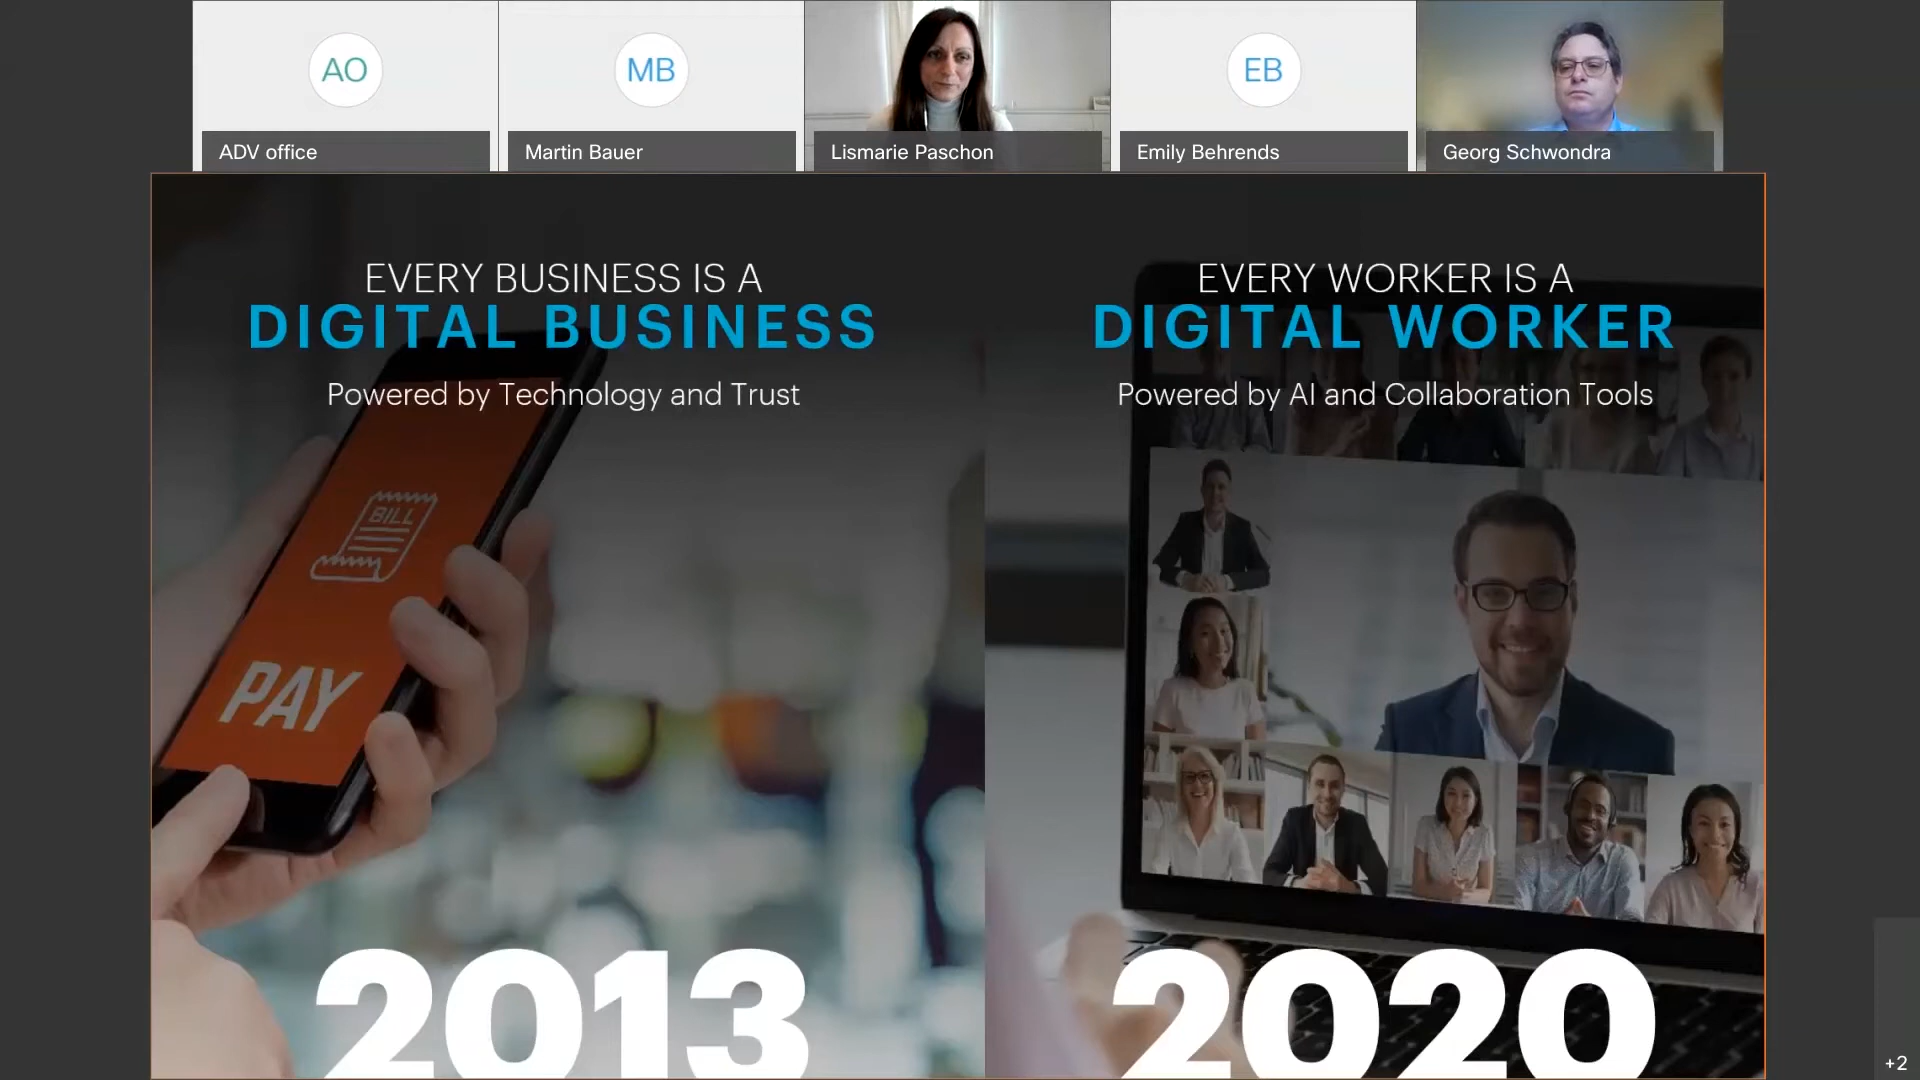 AO
ADV office
MB
Martin Bauer
Lismarie Paschon
EB
Emily Behrends
Georg Schwondra
EVERY BUSINESS IS A
DIGITAL BUSINESS
Powered by Technology and Trust
BILL
PAY
2013
EVERY WORKER IS A
DIGITAL WORKER
Powered by AI and Collaboration Tools
2020
+2